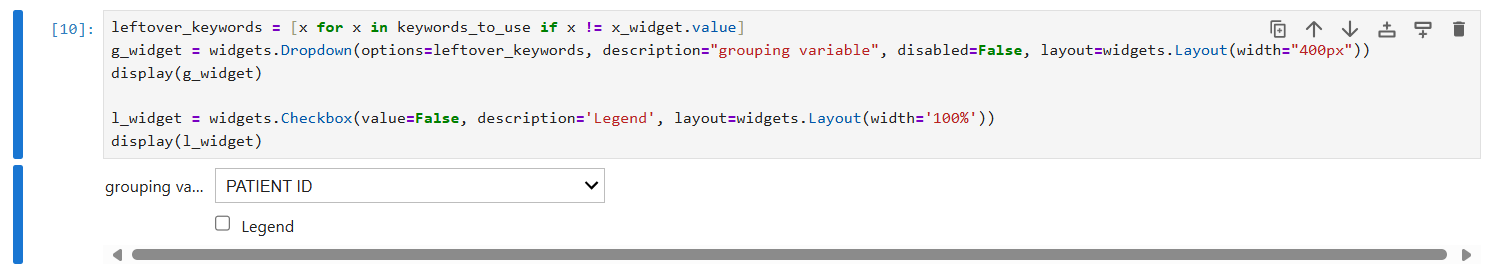 [10]: leftover_keywords = [x for x in keywords_to_use if x != x_widget.value]
g_widget = widgets.Dropdown(options=leftover_keywords, description="grouping variable", disabled=False, layout=widgets.Layout(width="400px"))
display(g_widget)
l_widget = widgets.Checkbox(value=False, description='Legend', layout=widgets.Layout(width='100%'))
display(l_widget)
grouping va... PATIENT ID
Legend